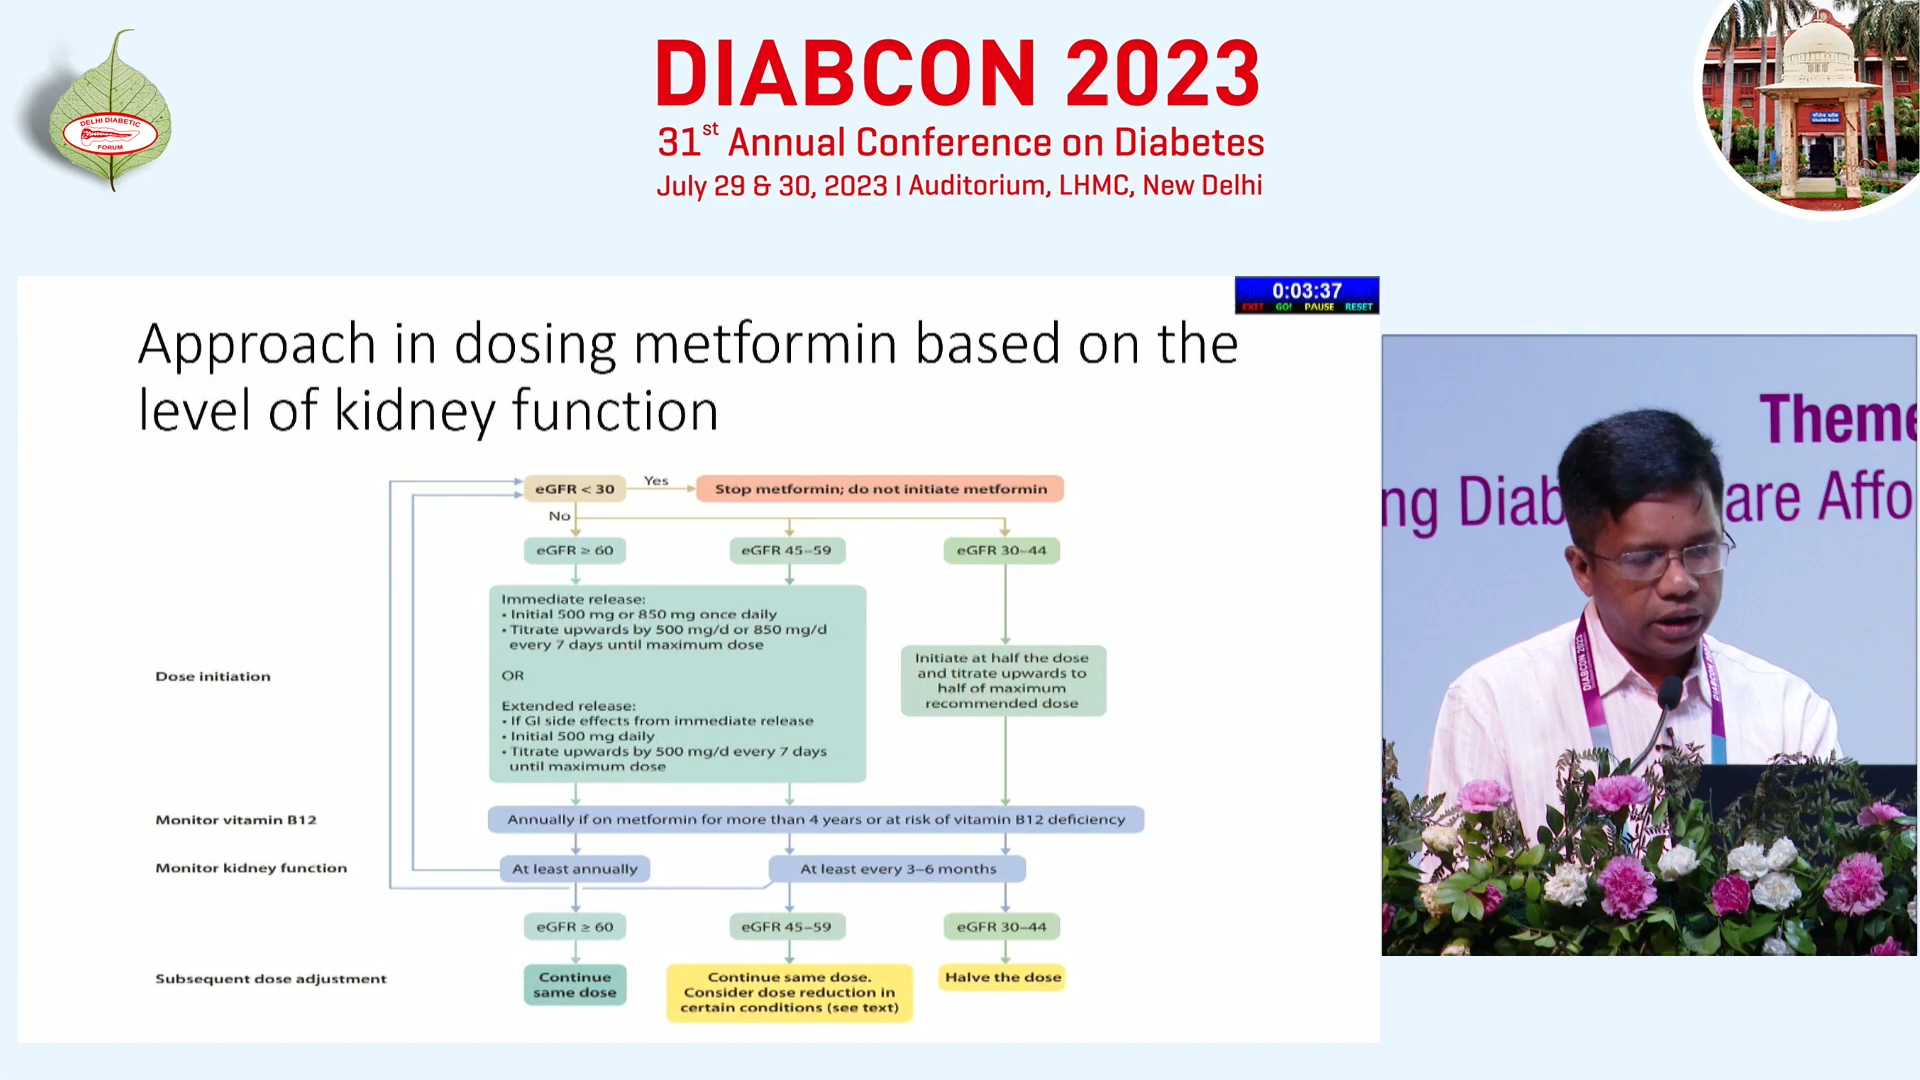 DELHI DIABETIC
FORUM
DIABCON 2023
31st Annual Conference on Diabetes
July 29 & 30, 2023 | Auditorium, LHMC, New Delhi
0:03:37
EXIT GO! PAUSE RESET
Approach in dosing metformin based on the
level of kidney function
eGFR < 30
Yes
Stop metformin; do not initiate metformin
No
eGFR ≥ 60
eGFR 45–59
eGFR 30–44
Dose initiation
Immediate release:
• Initial 500 mg or 850 mg once daily
• Titrate upwards by 500 mg/d or 850 mg/d
every 7 days until maximum dose
OR
Extended release:
• If GI side effects from immediate release
• Initial 500 mg daily
• Titrate upwards by 500 mg/d every 7 days
until maximum dose
Initiate at half the dose
and titrate upwards to
half of maximum
recommended dose
Monitor vitamin B12
Annually if on metformin for more than 4 years or at risk of vitamin B12 deficiency
Monitor kidney function
At least annually
At least every 3–6 months
eGFR ≥ 60
eGFR 45–59
eGFR 30–44
Subsequent dose adjustment
Continue
same dose
Continue same dose.
Consider dose reduction in
certain conditions (see text)
Halve the dose
Theme
ng Diab are Affo
DIABCON 2023